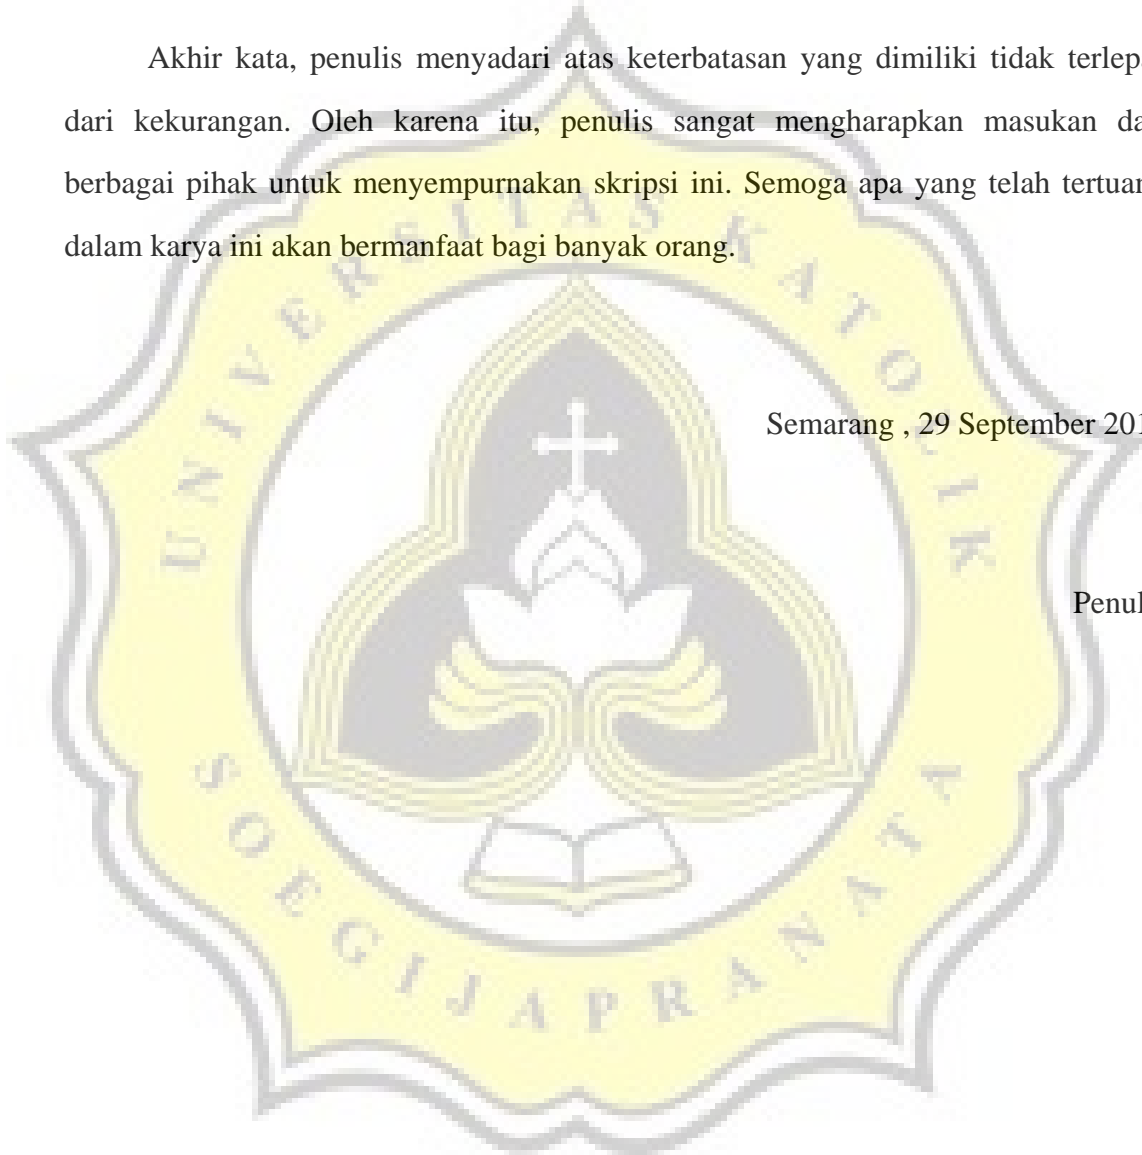 Akhir kata, penulis menyadari atas keterbatasan yang dimiliki tidak terlepa
dari kekurangan. Oleh karena itu, penulis sangat mengharapkan masukan da
berbagai pihak untuk menyempurnakan skripsi ini. Semoga apa yang telah tertuan
dalam karya ini akan bermanfaat bagi banyak orang.
UNIVERSITAS KATOLIK
Semarang , 29 September 201
Penul
SOEGIJAPRANATA